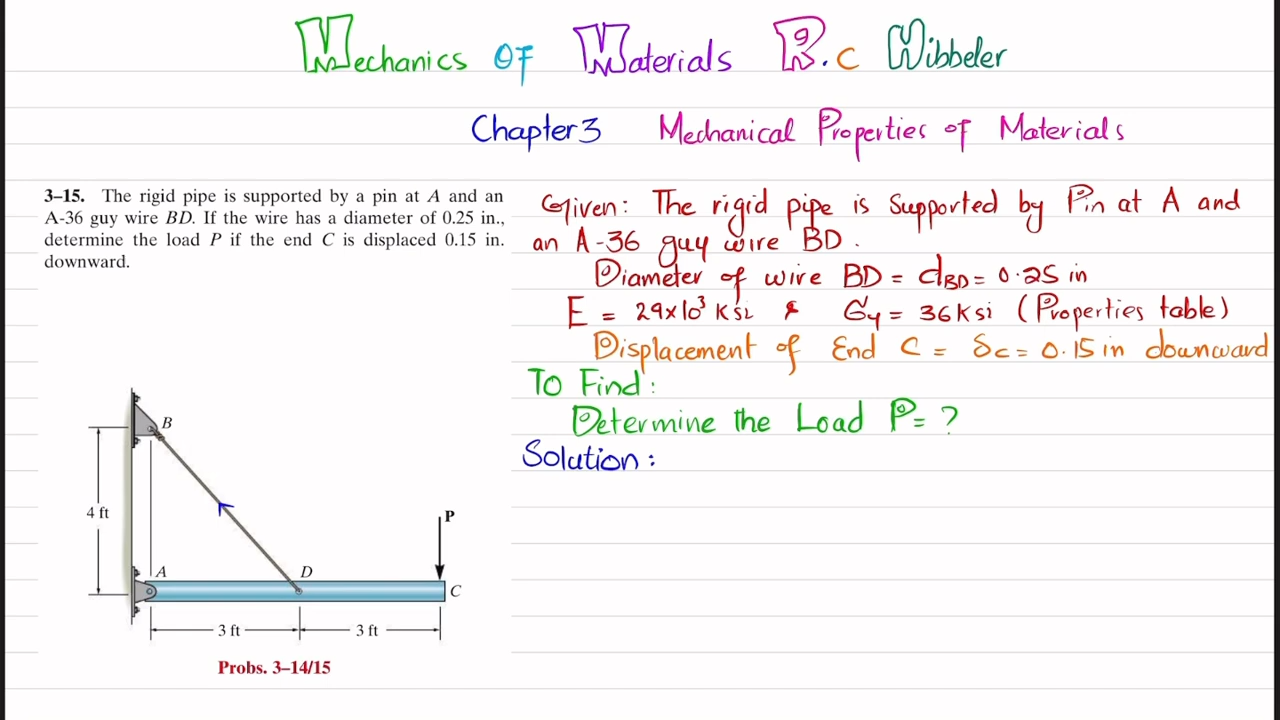 Mechanics OF Materials R.C Hibbeler
Chapter 3 Mechanical Properties of Materials
3–15. The rigid pipe is supported by a pin at A and an
A-36 guy wire BD. If the wire has a diameter of 0.25 in.,
determine the load P if the end C is displaced 0.15 in.
downward.
Given: The rigid pipe is Supported by Pin at A and
an A-36 guy wire BD.
Diameter of wire BD = dBD = 0.25 in
E = 29x10³ Ksi & σy = 36 Ksi (Properties table)
Displacement of End C = δc = 0.15 in downward
To Find:
Determine the Load P = ?
Solution:
B
4 ft
P
A
D
C
3 ft
3 ft
Probs. 3–14/15